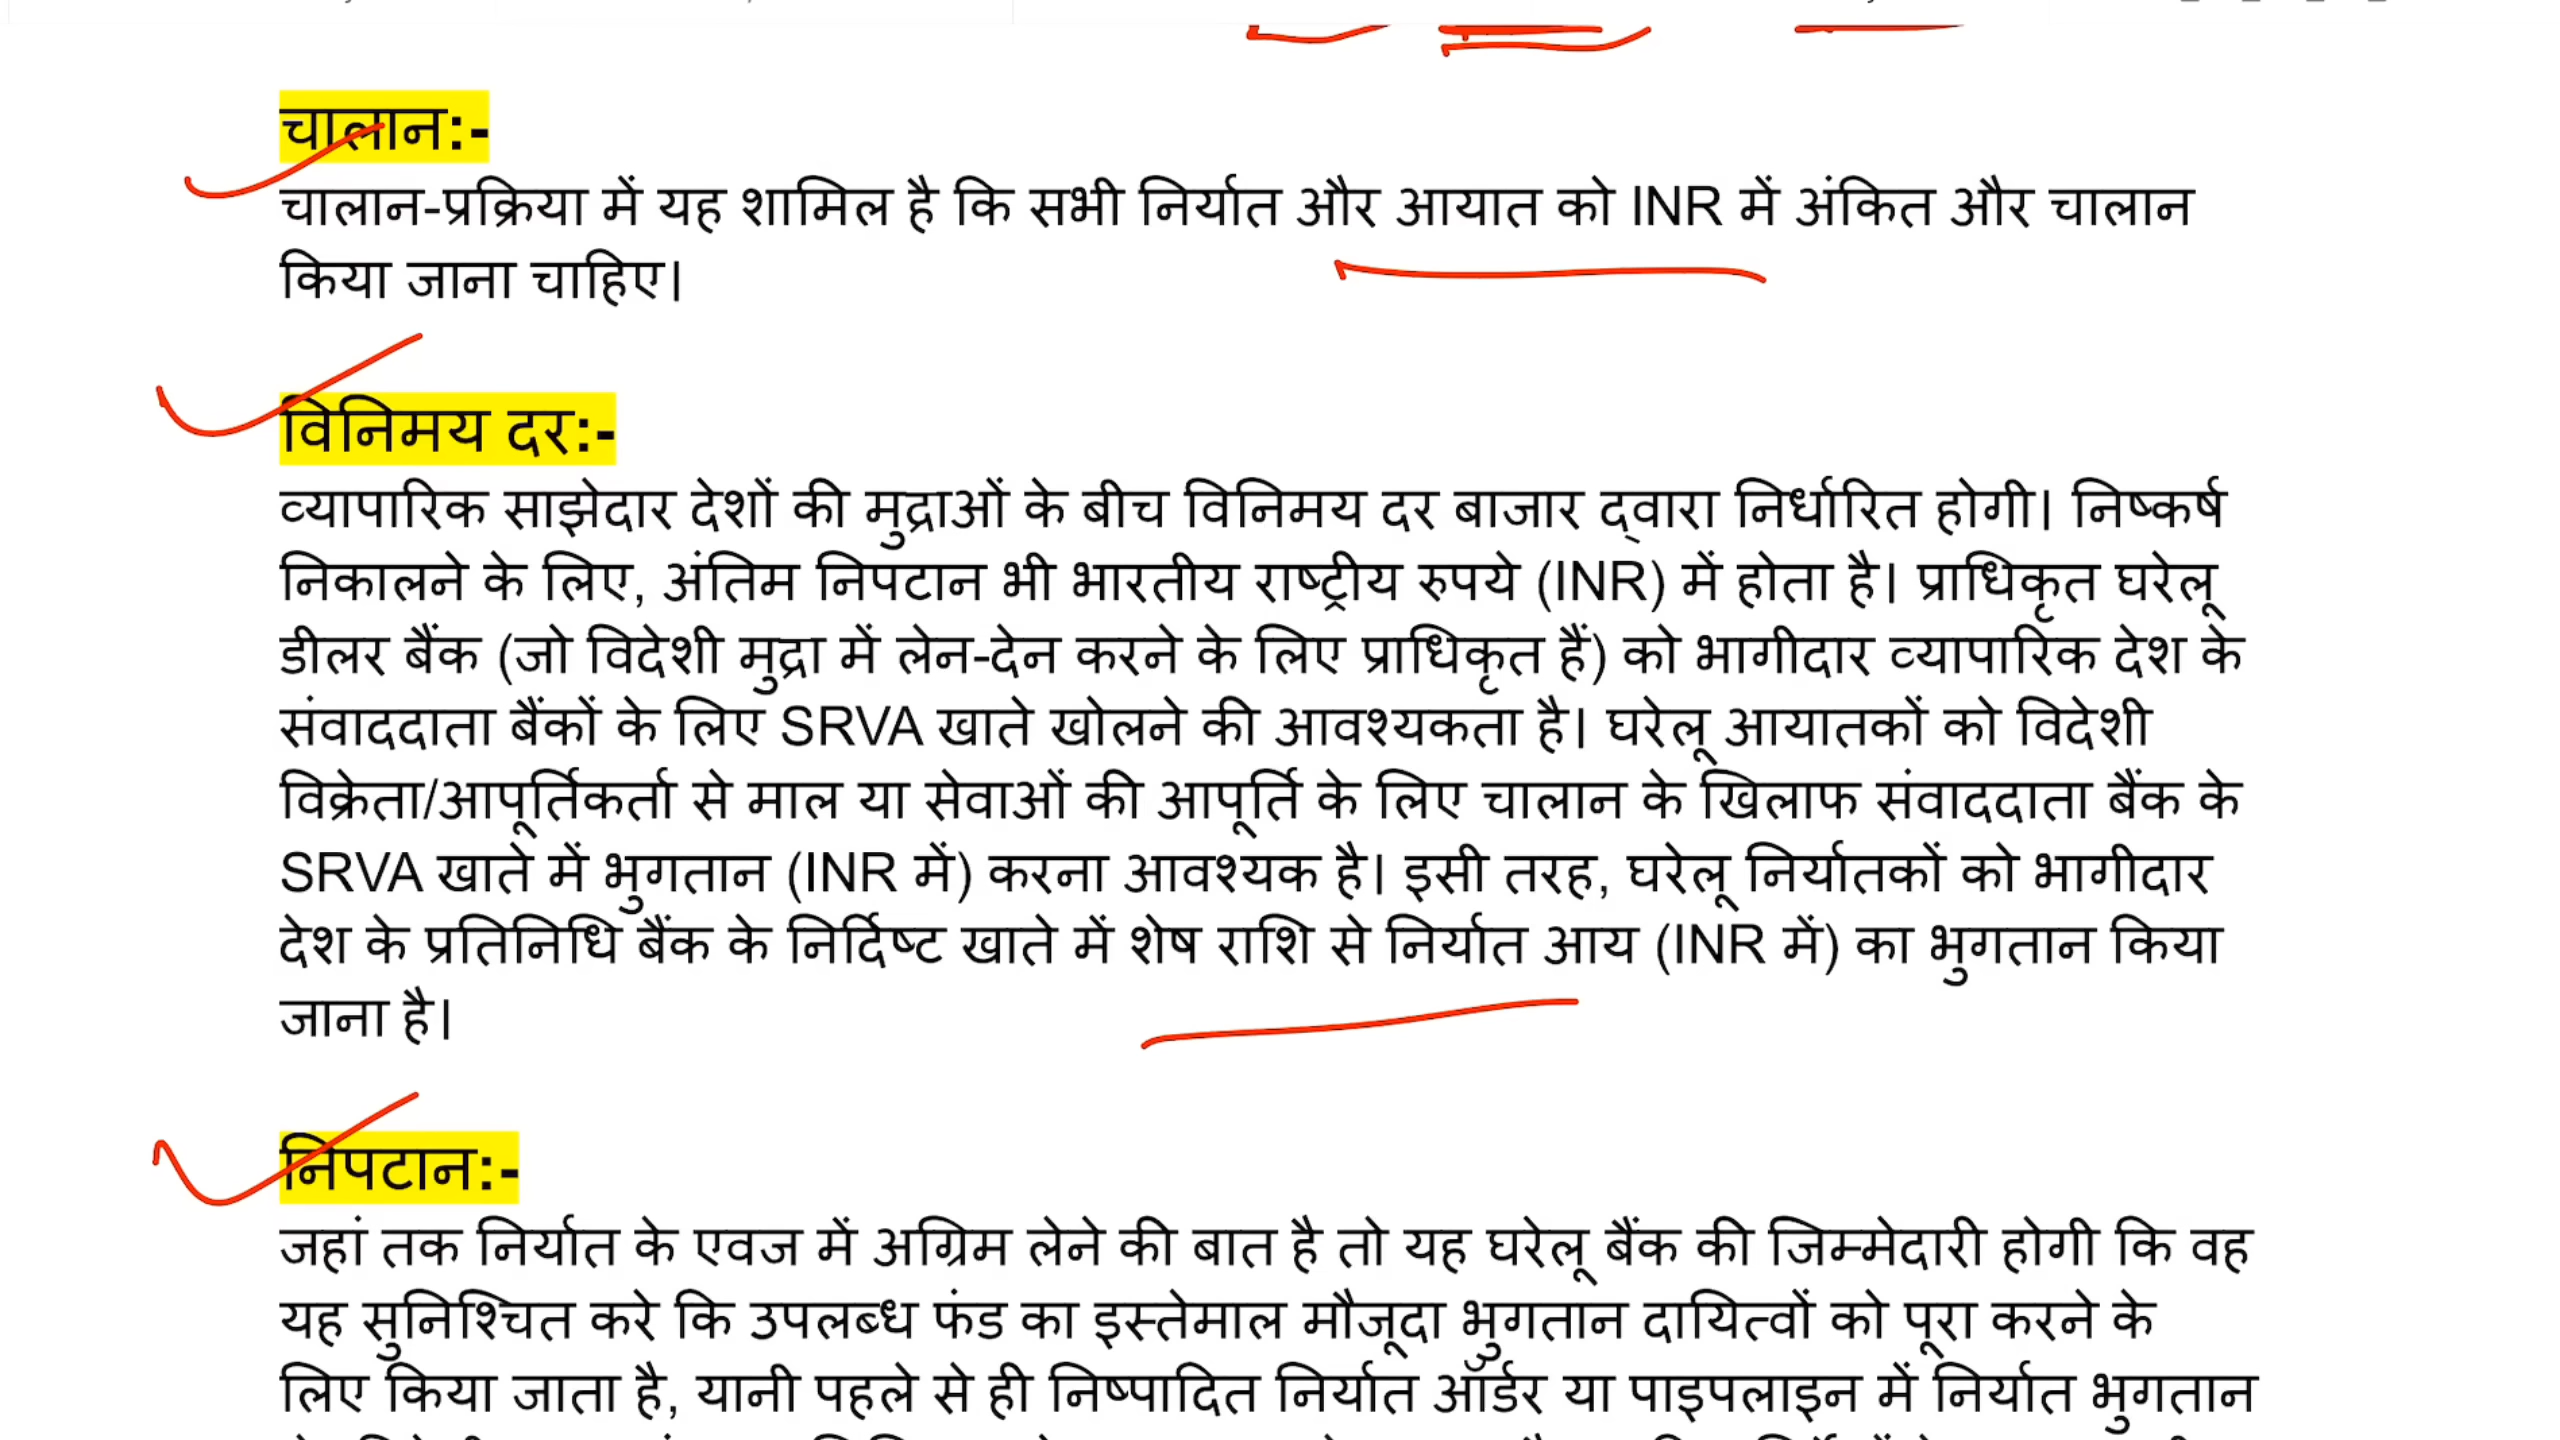 चालान:-
चालान-प्रक्रिया में यह शामिल है कि सभी निर्यात और आयात को INR में अंकित और चालान
किया जाना चाहिए।
विनिमय दर:-
व्यापारिक साझेदार देशों की मुद्राओं के बीच विनिमय दर बाजार द्वारा निर्धारित होगी। निष्कर्ष
निकालने के लिए, अंतिम निपटान भी भारतीय राष्ट्रीय रुपये (INR) में होता है। प्राधिकृत घरेलू
डीलर बैंक (जो विदेशी मुद्रा में लेन-देन करने के लिए प्राधिकृत हैं) को भागीदार व्यापारिक देश के
संवाददाता बैंकों के लिए SRVA खाते खोलने की आवश्यकता है। घरेलू आयातकों को विदेशी
विक्रेता/आपूर्तिकर्ता से माल या सेवाओं की आपूर्ति के लिए चालान के खिलाफ संवाददाता बैंक के
SRVA खाते में भुगतान (INR में) करना आवश्यक है। इसी तरह, घरेलू निर्यातकों को भागीदार
देश के प्रतिनिधि बैंक के निर्दिष्ट खाते में शेष राशि से निर्यात आय (INR में) का भुगतान किया
जाना है।
निपटान:-
जहां तक निर्यात के एवज में अग्रिम लेने की बात है तो यह घरेलू बैंक की जिम्मेदारी होगी कि वह
यह सुनिश्चित करे कि उपलब्ध फंड का इस्तेमाल मौजूदा भुगतान दायित्वों को पूरा करने के
लिए किया जाता है, यानी पहले से ही निष्पादित निर्यात ऑर्डर या पाइपलाइन में निर्यात भुगतान